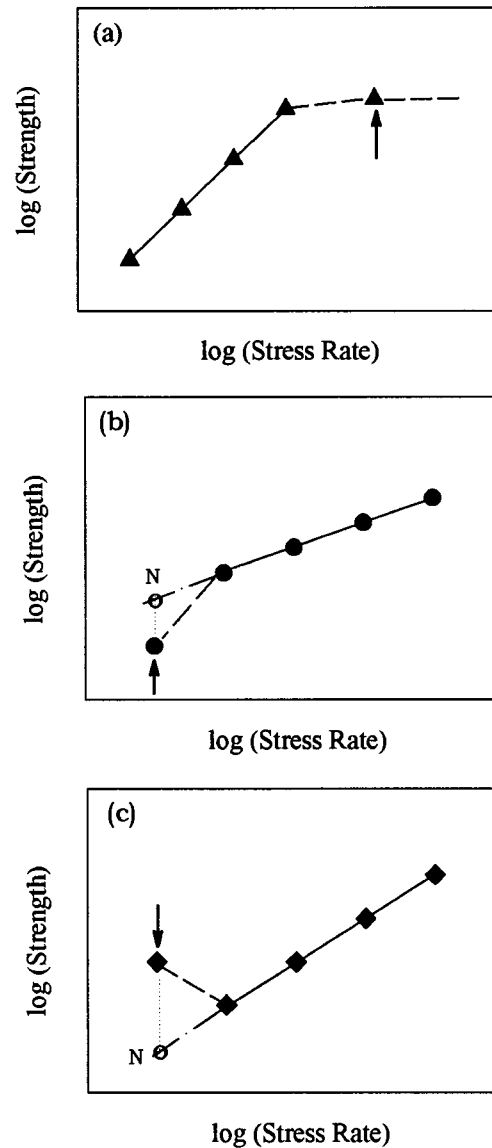 (a)
log (Strength)
log (Stress Rate)
(b)
log (Strength)
N
log (Stress Rate)
(c)
log (Strength)
N
log (Stress Rate)